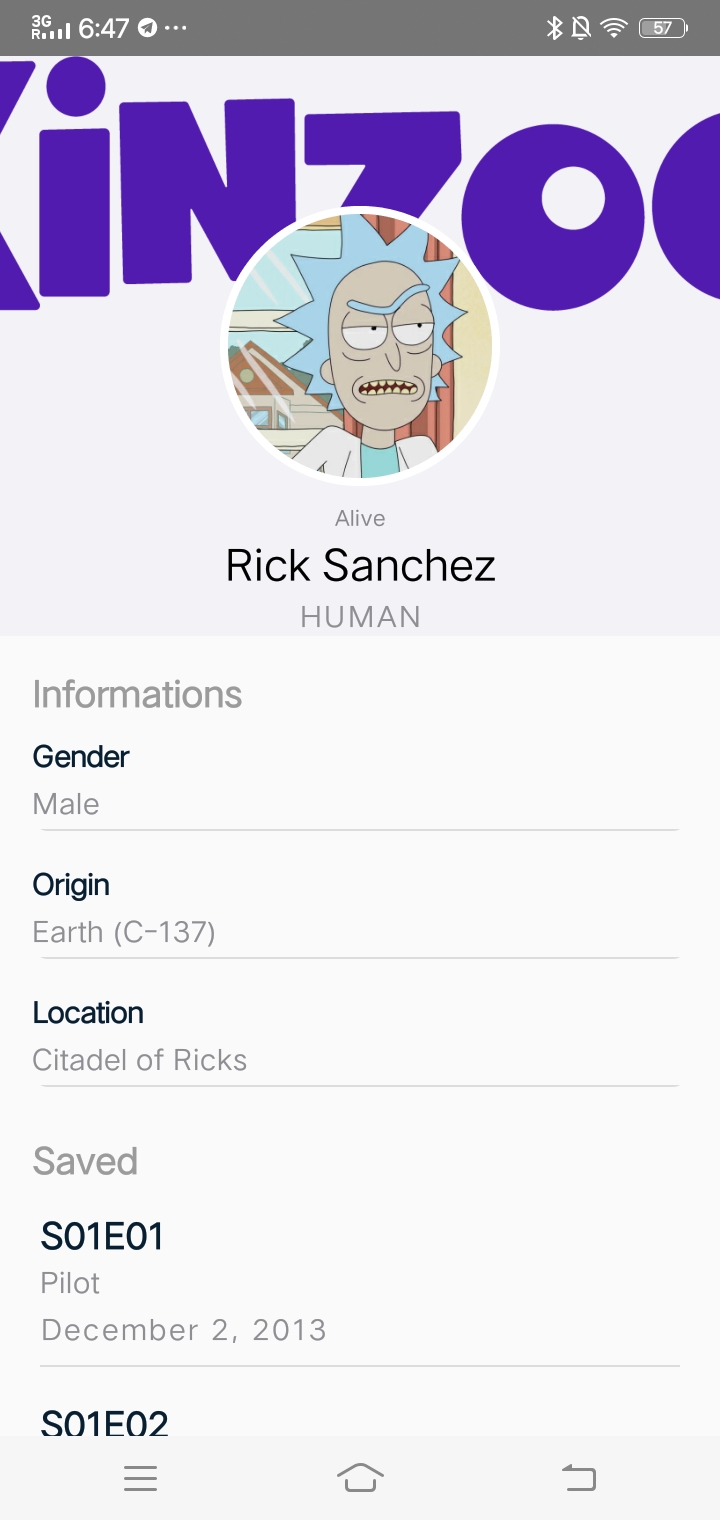 3G
R
6:47
57
KiNZOO
Alive
Rick Sanchez
HUMAN
Informations
Gender
Male
Origin
Earth (C-137)
Location
Citadel of Ricks
Saved
S01E01
Pilot
December 2, 2013
S01E02